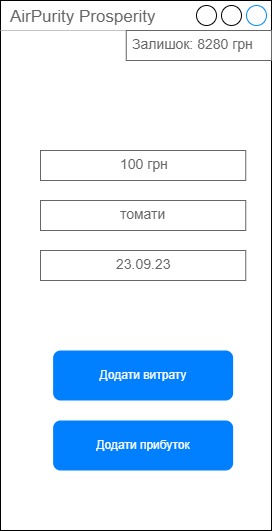 AirPurity Prosperity
Залишок: 8280 грн
100 грн
томати
23.09.23
Додати витрату
Додати прибуток